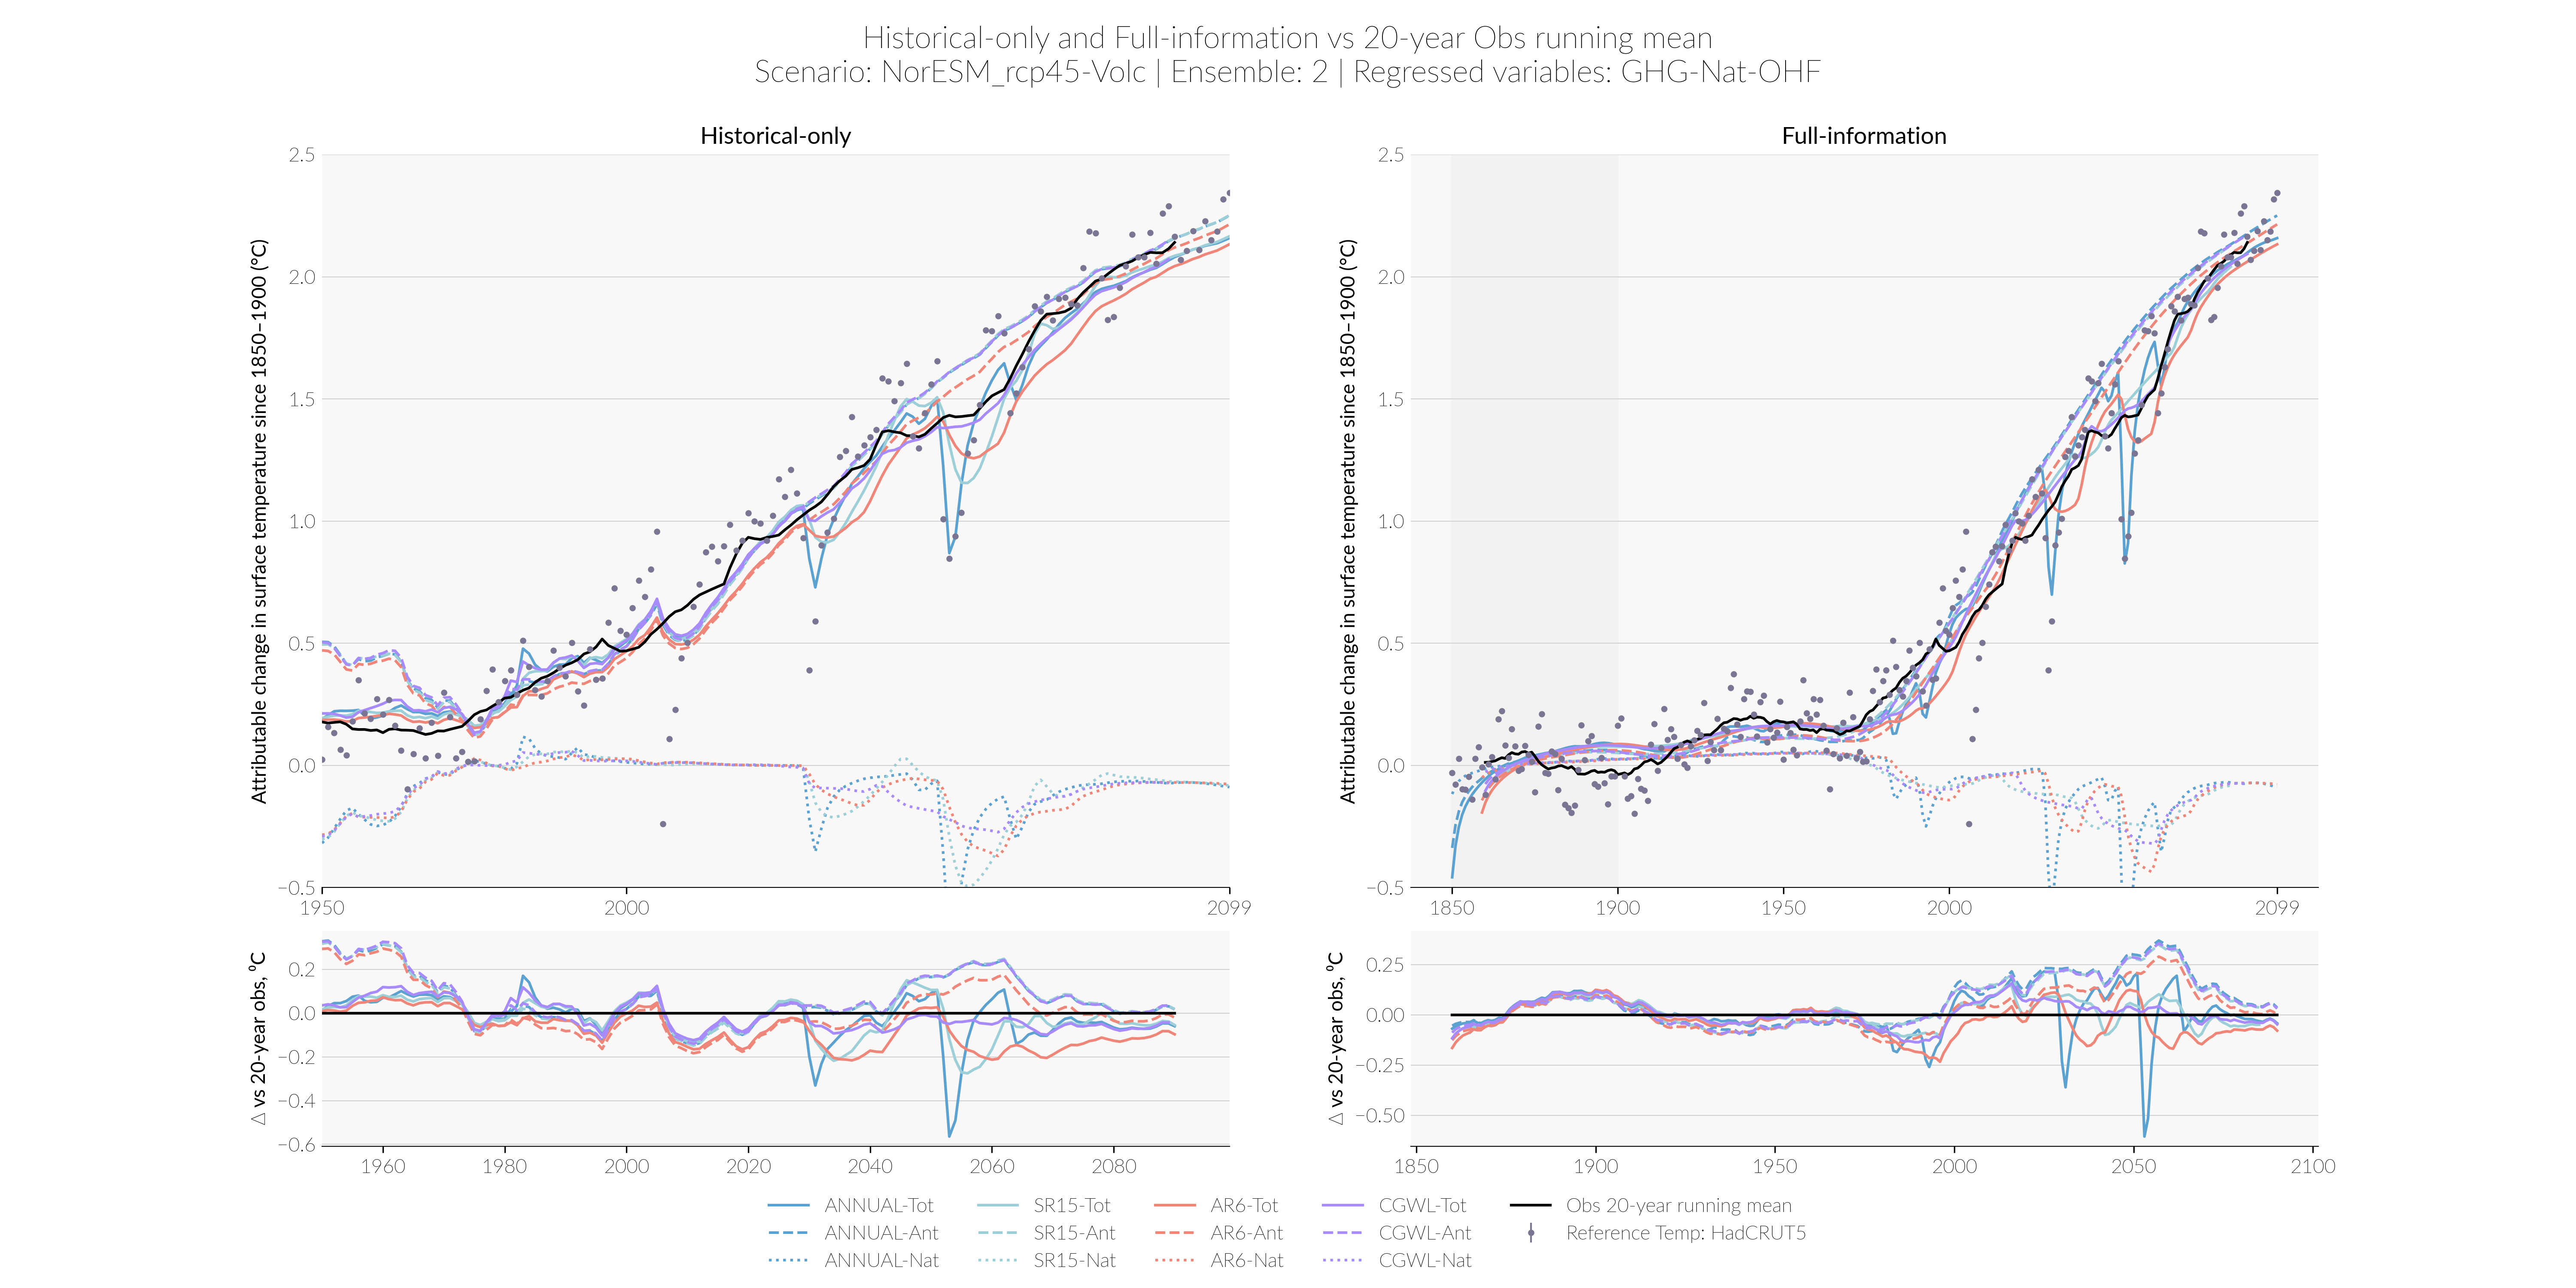 Historical-only and Full-information vs 20-year Obs running mean
Scenario: NorESM_rcp45-Volc | Ensemble: 2 | Regressed variables: GHG-Nat-OHF
Historical-only
Attributable change in surface temperature since 1850–1900 (°C)
2.5
2.0
1.5
1.0
0.5
0.0
−0.5
1950 2000 2099
Full-information
Attributable change in surface temperature since 1850–1900 (°C)
2.5
2.0
1.5
1.0
0.5
0.0
−0.5
1850 1900 1950 2000 2099
△ vs 20-year obs, ⁰C
0.2
0.0
−0.2
−0.4
−0.6
1960 1980 2000 2020 2040 2060 2080
△ vs 20-year obs, ⁰C
0.25
0.00
−0.25
−0.50
1850 1900 1950 2000 2050 2100
ANNUAL-Tot SR15-Tot AR6-Tot CGWL-Tot Obs 20-year running mean
ANNUAL-Ant SR15-Ant AR6-Ant CGWL-Ant Reference Temp: HadCRUT5
ANNUAL-Nat SR15-Nat AR6-Nat CGWL-Nat